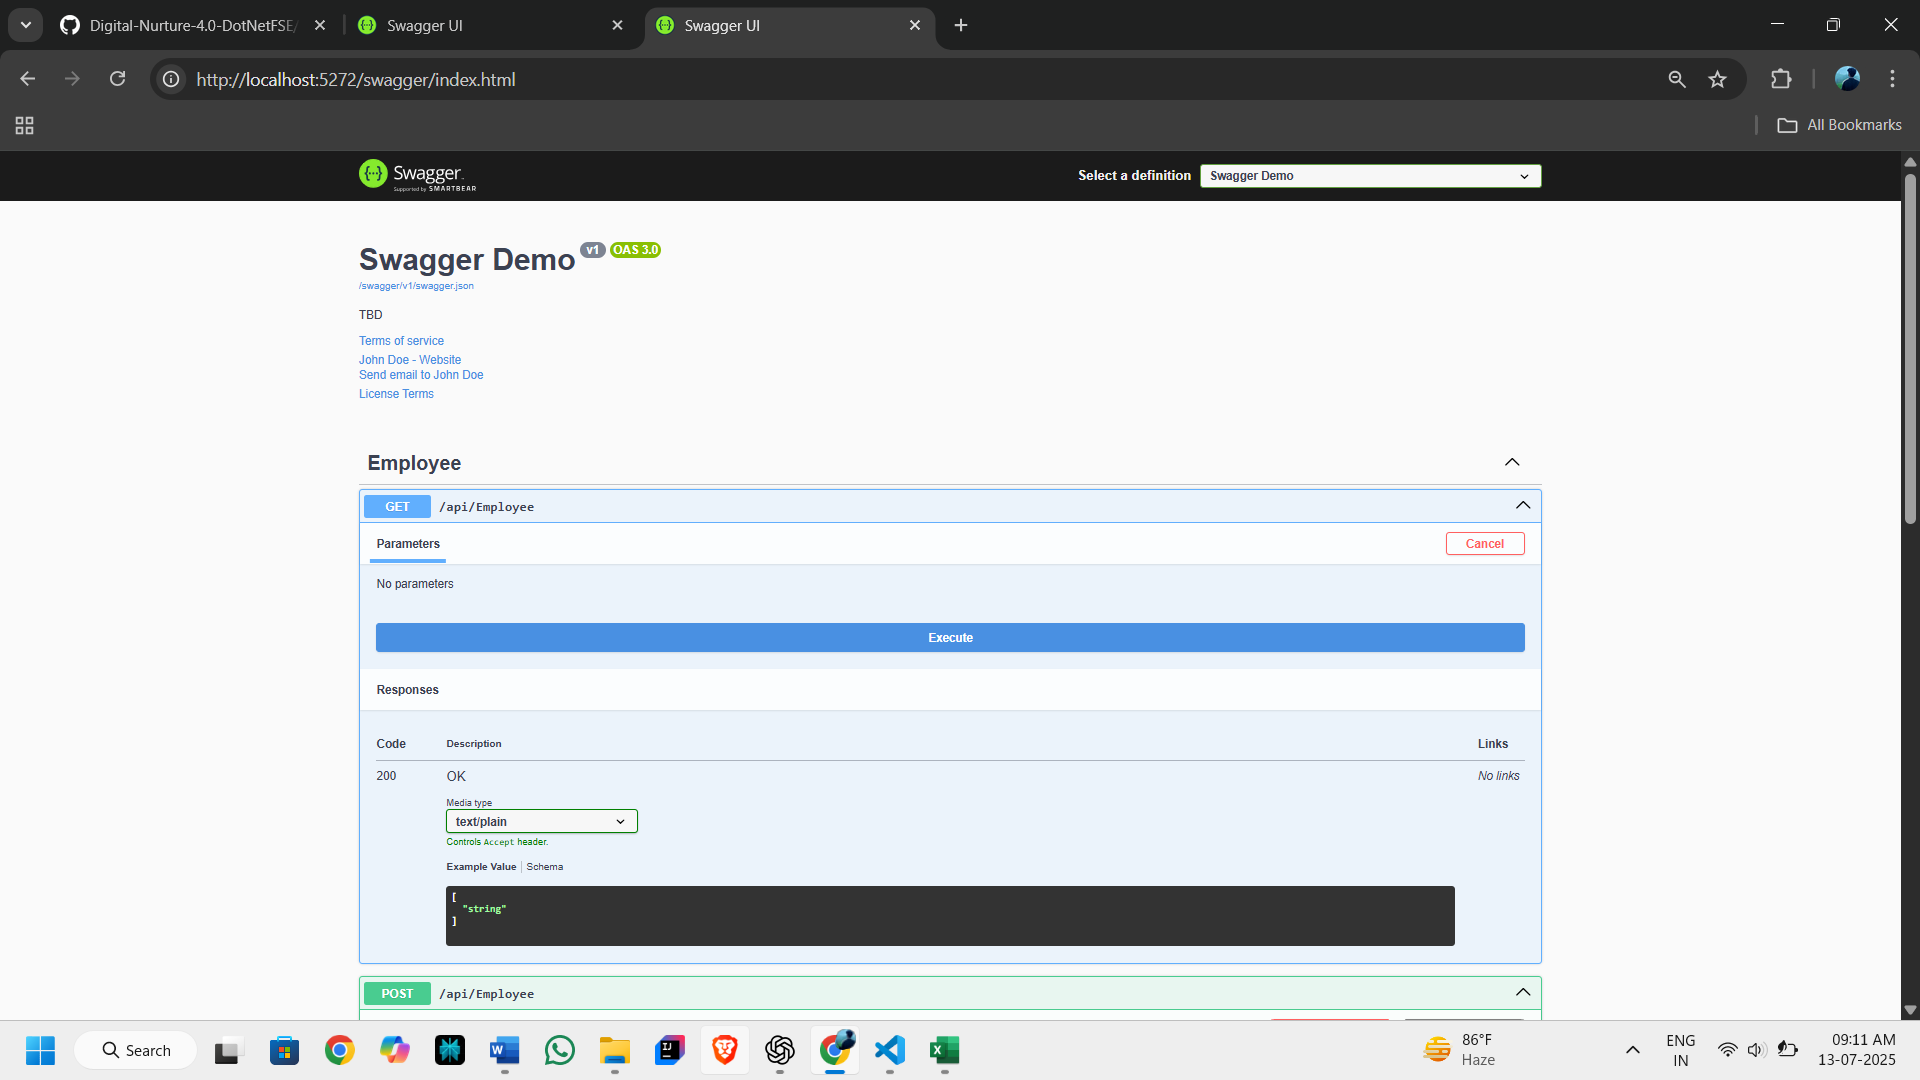 Digital-Nurture-4.0-DotNetFSE/
Swagger UI
Swagger UI
http://localhost:5272/swagger/index.html
All Bookmarks
Swagger.
Supported by SMARTBEAR
Select a definition
Swagger Demo
Swagger Demo v1 OAS 3.0
/swagger/v1/swagger.json
TBD
Terms of service
John Doe - Website
Send email to John Doe
License Terms
Employee
GET /api/Employee
Parameters
Cancel
No parameters
Execute
Responses
Code Description Links
200 OK No links
Media type
text/plain
Controls Accept header.
Example Value Schema
[
"string"
]
POST /api/Employee
Search
86°F
Haze
ENG
IN
09:11 AM
13-07-2025